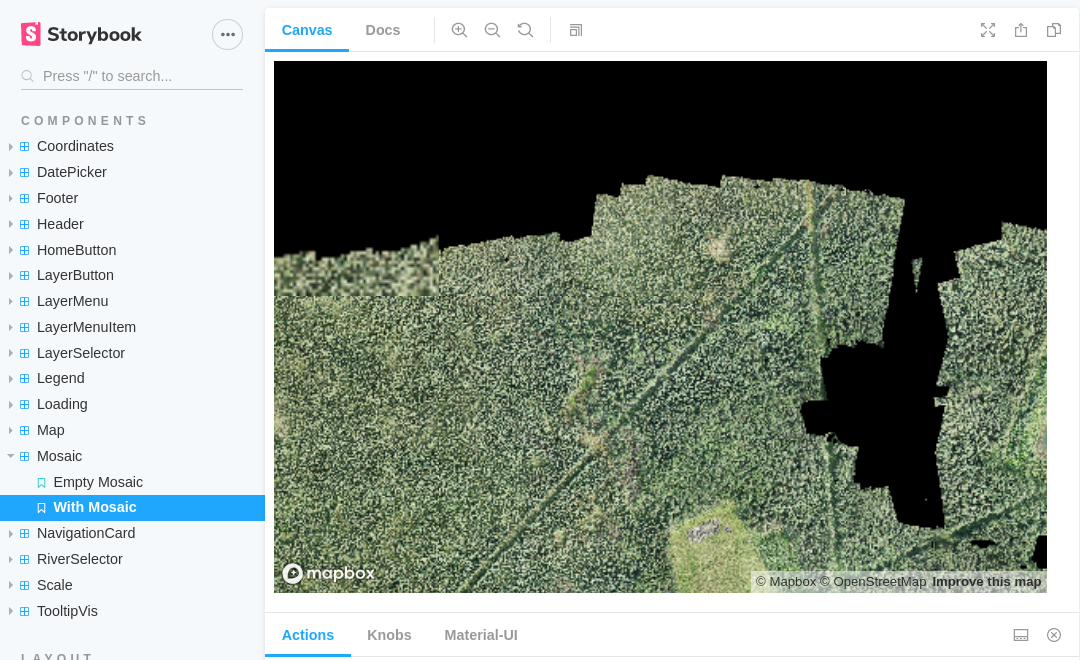 Storybook
Press "/" to search...
COMPONENTS
Coordinates
DatePicker
Footer
Header
HomeButton
LayerButton
LayerMenu
LayerMenuItem
LayerSelector
Legend
Loading
Map
Mosaic
Empty Mosaic
With Mosaic
NavigationCard
RiverSelector
Scale
TooltipVis
LAYOUT
Canvas Docs
mapbox
© Mapbox © OpenStreetMap Improve this map
Actions Knobs Material-UI